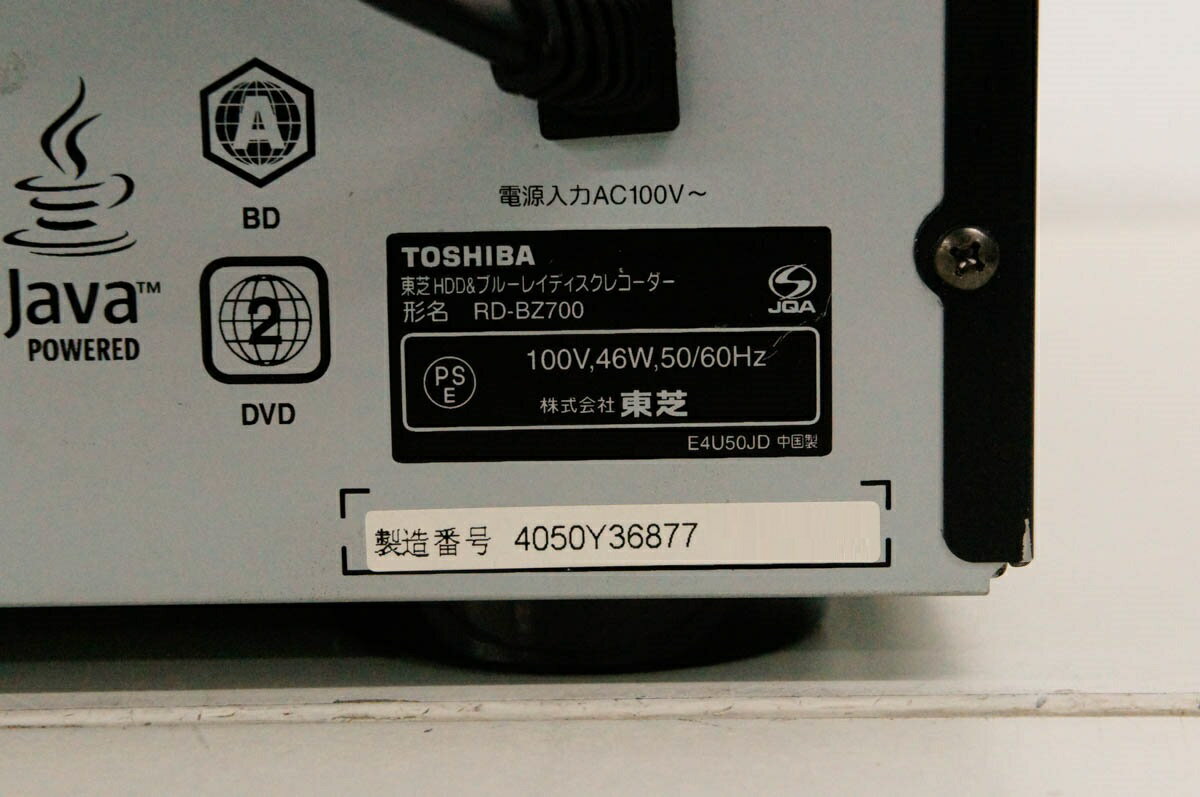 Java™
POWERED
A
BD
2
DVD
電源入力AC100V～
TOSHIBA
東芝HDD&ブルーレイディスクレコーダー
形名 RD-BZ700
JQA
PS
E
100V,46W,50/60Hz
株式会社 東芝
E4U50JD 中国製
製造番号 4050Y36877